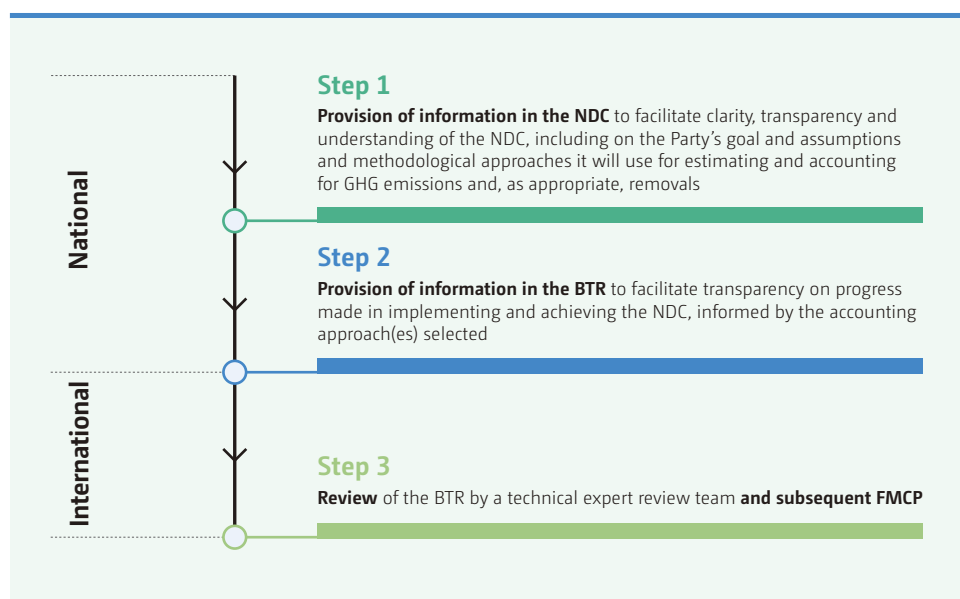 National
Step 1
Provision of information in the NDC to facilitate clarity, transparency and
understanding of the NDC, including on the Party's goal and assumptions
and methodological approaches it will use for estimating and accounting
for GHG emissions and, as appropriate, removals
Step 2
Provision of information in the BTR to facilitate transparency on progress
made in implementing and achieving the NDC, informed by the accounting
approach(es) selected
International
Step 3
Review of the BTR by a technical expert review team and subsequent FMCP